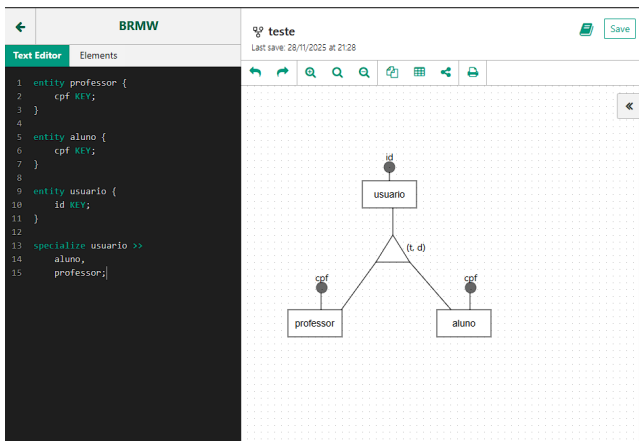 BRMW
Text Editor
Elements
1 entity professor {
2 cpf KEY;
3 }
4
5 entity aluno {
6 cpf KEY;
7 }
8
9 entity usuario {
10 id KEY;
11 }
12
13 specialize usuario >>
14 aluno,
15 professor;
teste
Last save: 28/11/2025 at 21:28
Save
id
usuario
(t, d)
cpf
cpf
professor
aluno